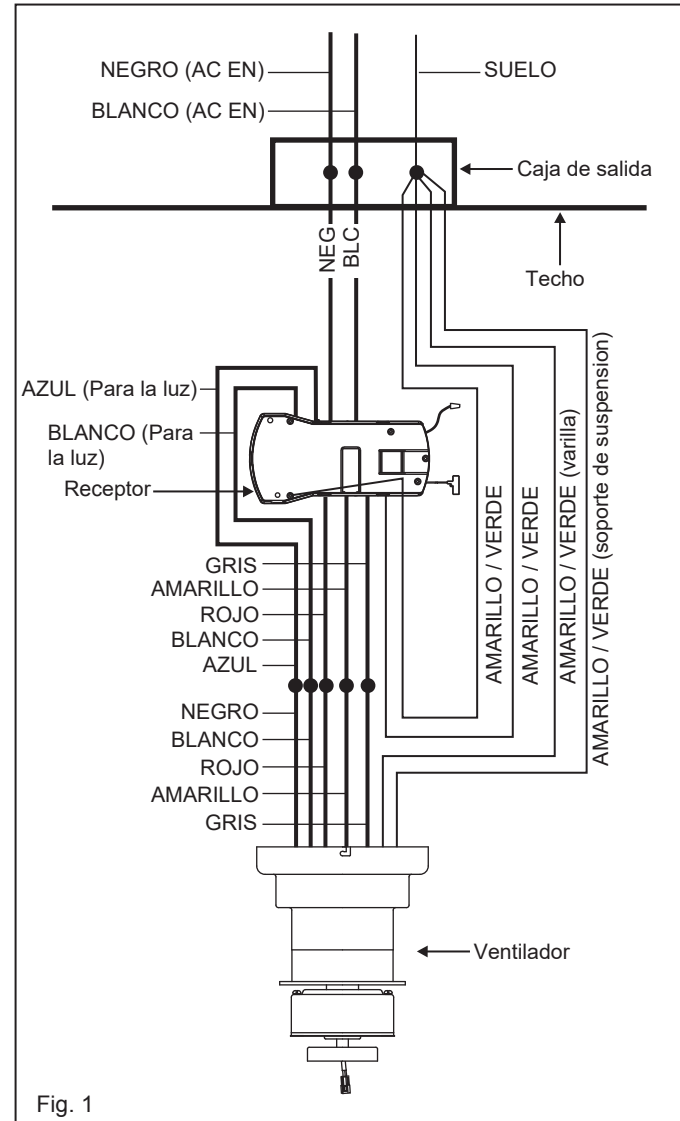 NEGRO (AC EN)
SUELO
BLANCO (AC EN)
Caja de salida
NEG
BLC
Techo
AZUL (Para la luz)
BLANCO (Para
la luz)
Receptor
AMARILLO / VERDE
AMARILLO / VERDE
AMARILLO / VERDE (varilla)
AMARILLO / VERDE (soporte de suspension)
GRIS
AMARILLO
ROJO
BLANCO
AZUL
NEGRO
BLANCO
ROJO
AMARILLO
GRIS
Ventilador
Fig. 1